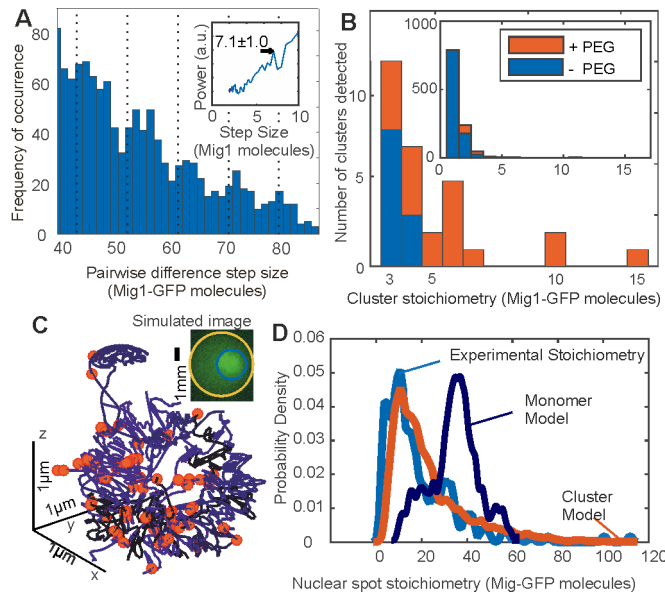 A
Frequency of occurrence
80
60
40
20
0
40
50
60
70
80
Pairwise difference step size
(Mig1-GFP molecules)
7.1±1.0
Power (a.u.)
0
5
10
Step Size
(Mig1 molecules)
B
Number of clusters detected
10
5
0
3
5
10
15
Cluster stoichiometry (Mig1-GFP molecules)
1000
500
0
0
5
10
15
+ PEG
- PEG
C
Simulated image
1mm
z
1µm
1µm
y
1µm
x
D
Probability Density
0.06
0.05
0.04
0.03
0.02
0.01
0
0
20
40
60
80
100
120
Experimental Stoichiometry
Monomer
Model
Cluster
Model
Nuclear spot stoichiometry (Mig-GFP molecules)